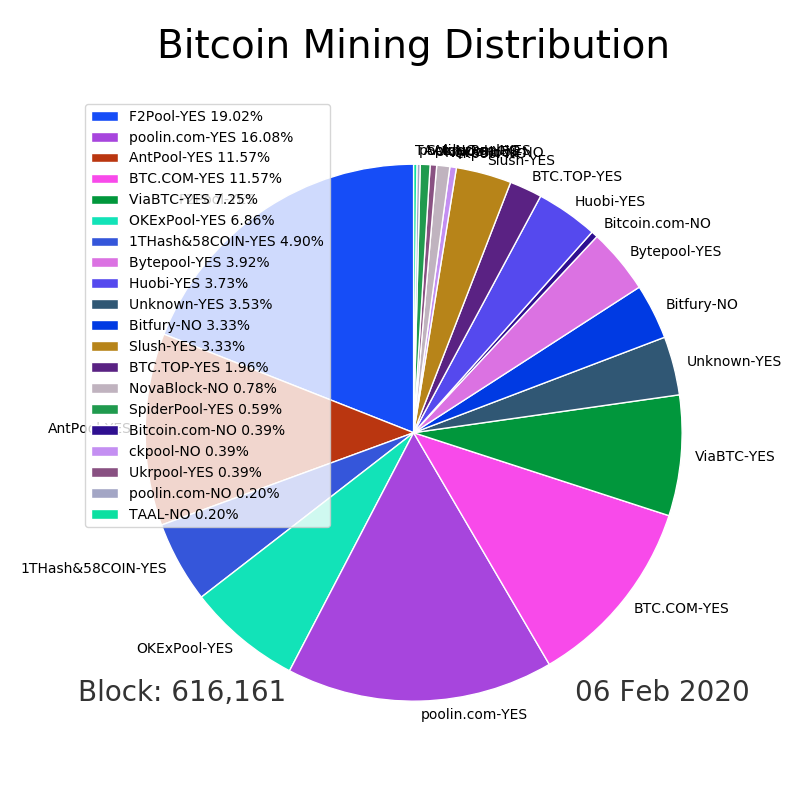 Bitcoin Mining Distribution
F2Pool-YES 19.02%
poolin.com-YES 16.08%
AntPool-YES 11.57%
BTC.COM-YES 11.57%
ViaBTC-YES 7.25%
OKExPool-YES 6.86%
1THash&58COIN-YES 4.90%
Bytepool-YES 3.92%
Huobi-YES 3.73%
Unknown-YES 3.53%
Bitfury-NO 3.33%
Slush-YES 3.33%
BTC.TOP-YES 1.96%
NovaBlock-NO 0.78%
SpiderPool-YES 0.59%
Bitcoin.com-NO 0.39%
ckpool-NO 0.39%
Ukrpool-YES 0.39%
poolin.com-NO 0.20%
TAAL-NO 0.20%
Slush-YES
BTC.TOP-YES
Huobi-YES
Bitcoin.com-NO
Bytepool-YES
Bitfury-NO
Unknown-YES
ViaBTC-YES
BTC.COM-YES
poolin.com-YES
OKExPool-YES
1THash&58COIN-YES
AntPool-YES
Block: 616,161
06 Feb 2020